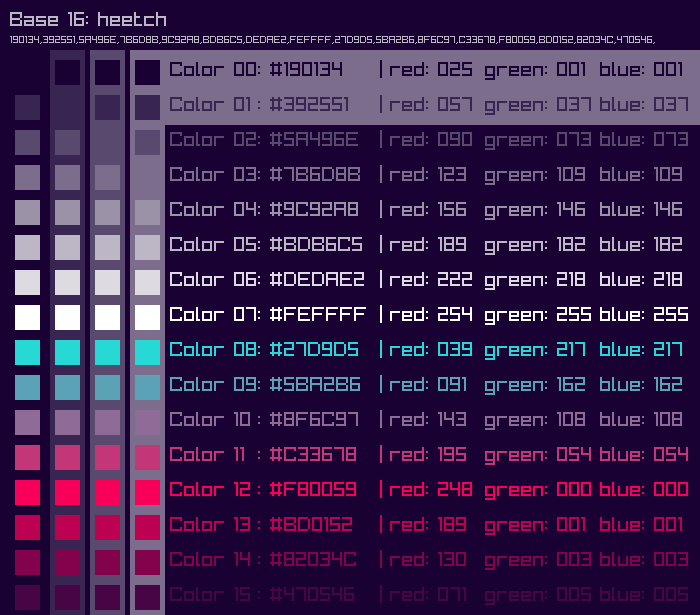 Base 16: heetch
190134,392551,5A496E,7B6D8B,9C92A8,BDB6C5,DEDAE2,FEFFFF,27D9D5,5BA2B6,8F6C97,C33678,F80059,BD0152,82034C,470546,
Color 00: #190134 | red: 025 green: 001 blue: 001
Color 01: #392551 | red: 057 green: 037 blue: 037
Color 02: #5A496E | red: 090 green: 073 blue: 073
Color 03: #7B6D8B | red: 123 green: 109 blue: 109
Color 04: #9C92A8 | red: 156 green: 146 blue: 146
Color 05: #BDB6C5 | red: 189 green: 182 blue: 182
Color 06: #DEDAE2 | red: 222 green: 218 blue: 218
Color 07: #FEFFFF | red: 254 green: 255 blue: 255
Color 08: #27D9D5 | red: 039 green: 217 blue: 217
Color 09: #5BA2B6 | red: 091 green: 162 blue: 162
Color 10: #8F6C97 | red: 143 green: 108 blue: 108
Color 11: #C33678 | red: 195 green: 054 blue: 054
Color 12: #F80059 | red: 248 green: 000 blue: 000
Color 13: #BD0152 | red: 189 green: 001 blue: 001
Color 14: #82034C | red: 130 green: 003 blue: 003
Color 15: #470546 | red: 071 green: 005 blue: 005